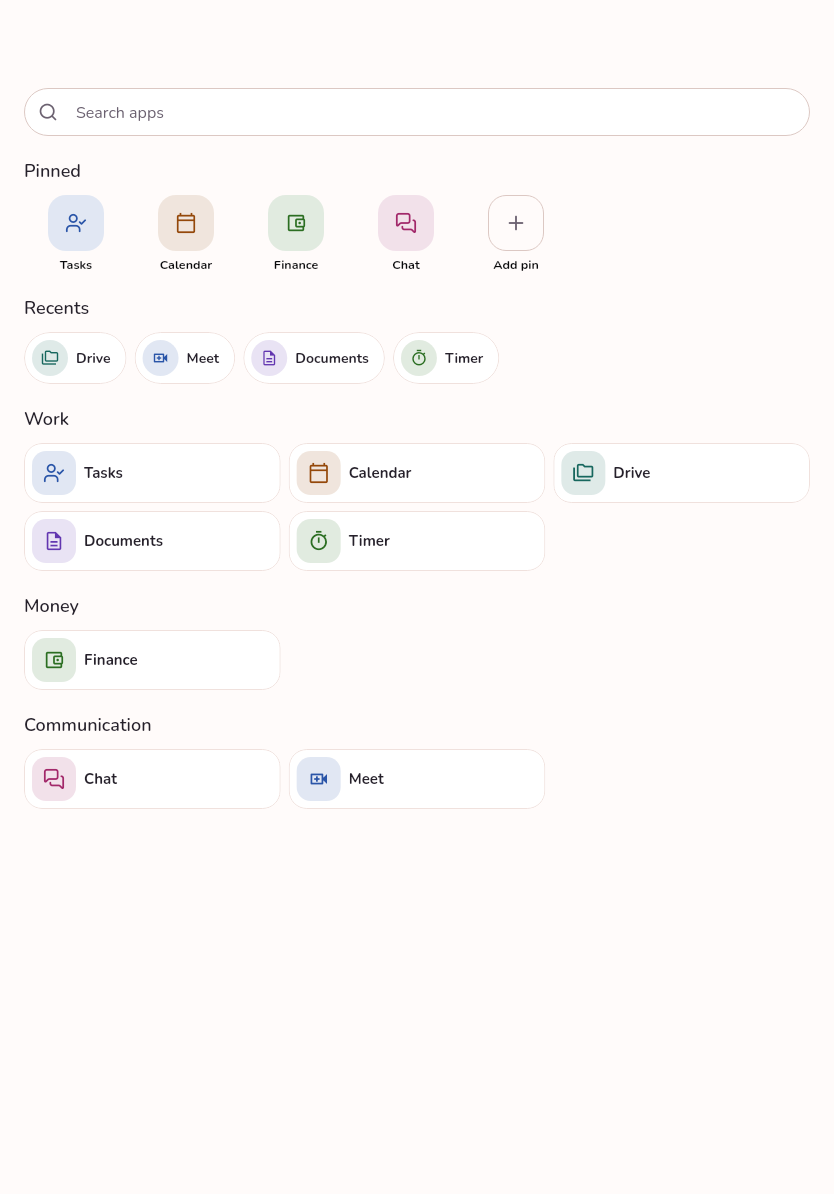 Search apps
Pinned
Tasks
Calendar
Finance
Chat
Add pin
Recents
Drive
Meet
Documents
Timer
Work
Tasks
Calendar
Drive
Documents
Timer
Money
Finance
Communication
Chat
Meet